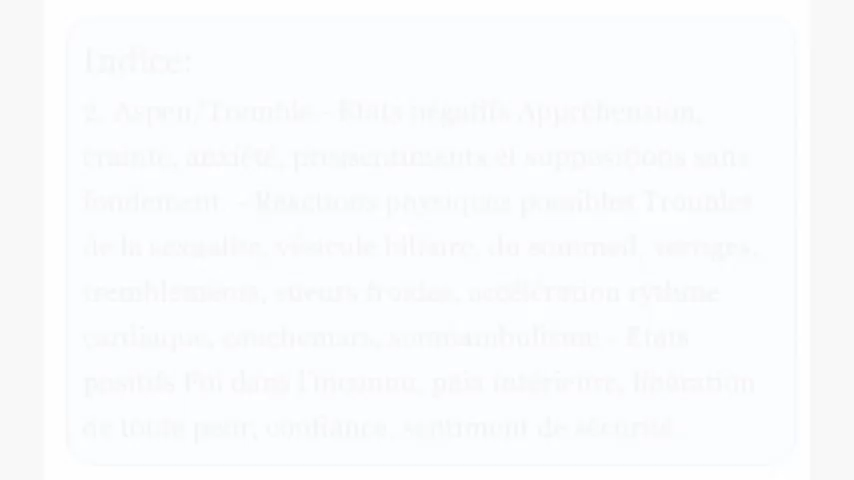 Indice:
2. Aspen/Tremble - Etats négatifs Appréhension,
crainte, anxiété, pressentiments et suppositions sans
fondement. - Réactions physiques possibles Troubles
de la sexualité, vésicule biliaire, du sommeil, vertiges,
tremblements, sueurs froides, accélération rythme
cardiaque, cauchemars, somnambulisme - Etats
positifs Foi dans l'inconnu, paix intérieure, libération
de toute peur, confiance, sentiment de sécurité.